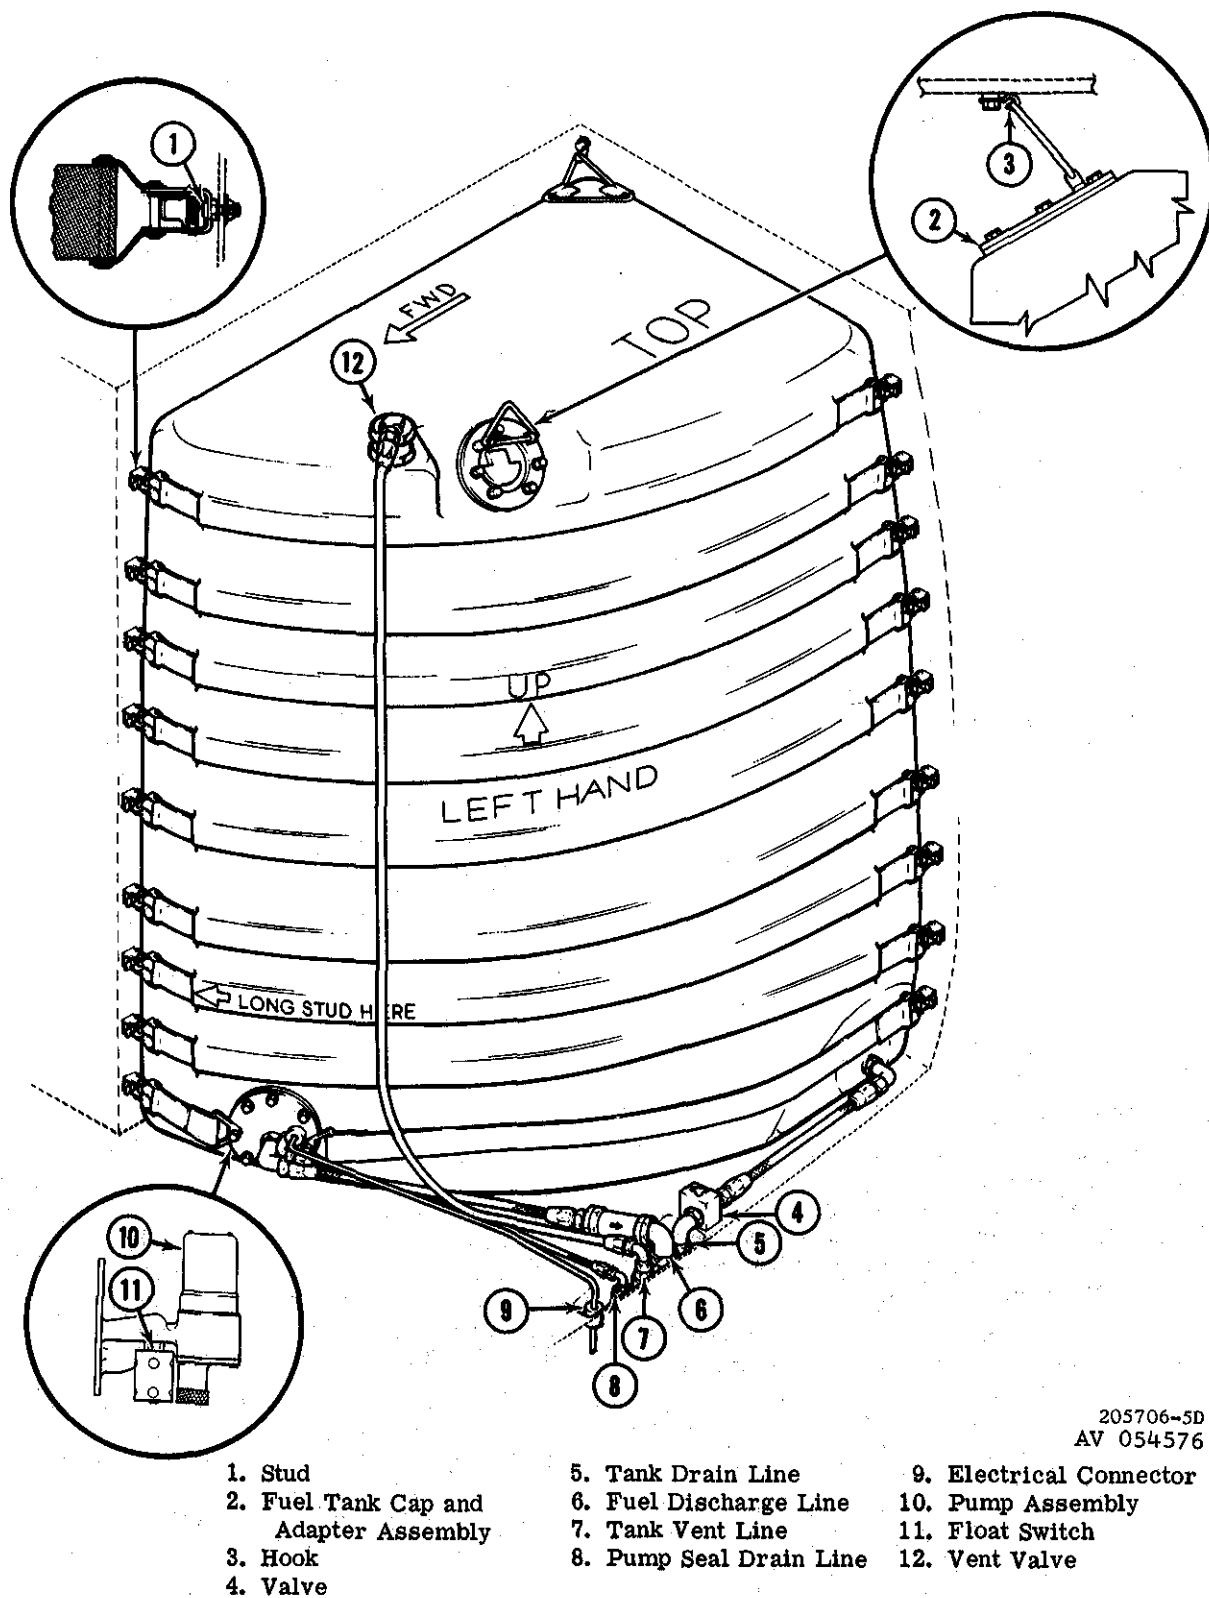 1
3
2
FWD
TOP
12
UP
LEFT HAND
LONG STUD HERE
10
11
4
5
9
6
7
8
205706-5D
AV 054576
1. Stud
2. Fuel Tank Cap and
Adapter Assembly
3. Hook
4. Valve
5. Tank Drain Line
6. Fuel Discharge Line
7. Tank Vent Line
8. Pump Seal Drain Line
9. Electrical Connector
10. Pump Assembly
11. Float Switch
12. Vent Valve